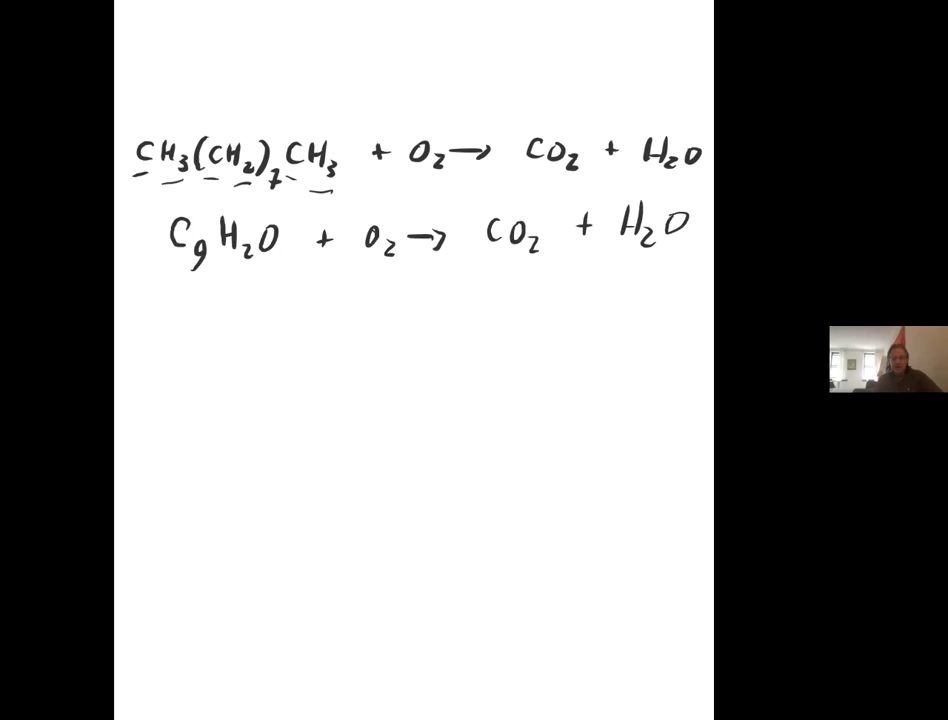 CH₃(CH₂)₇CH₃ + O₂ → CO₂ + H₂O
C₉H₂O + O₂ → CO₂ + H₂O